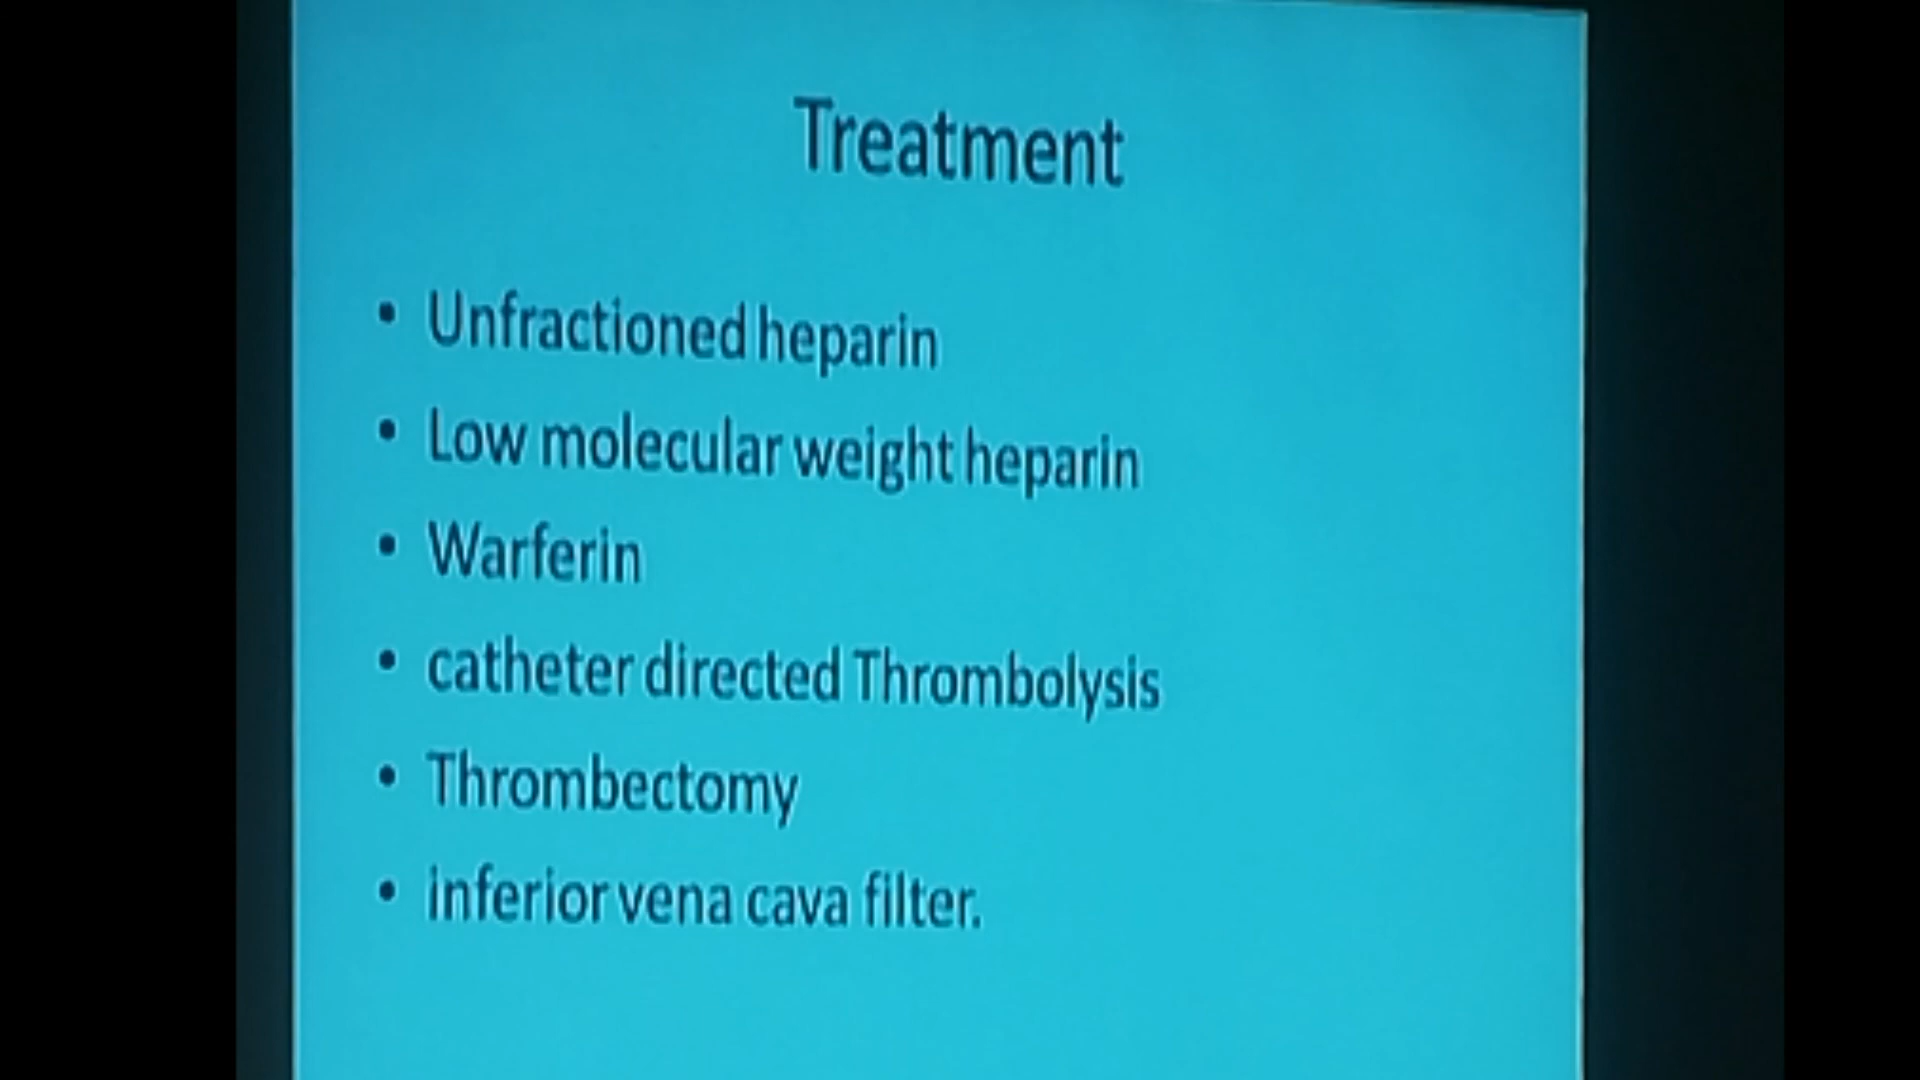 Treatment
• Unfractioned heparin
• Low molecular weight heparin
• Warferin
• catheter directed Thrombolysis
• Thrombectomy
• inferior vena cava filter.